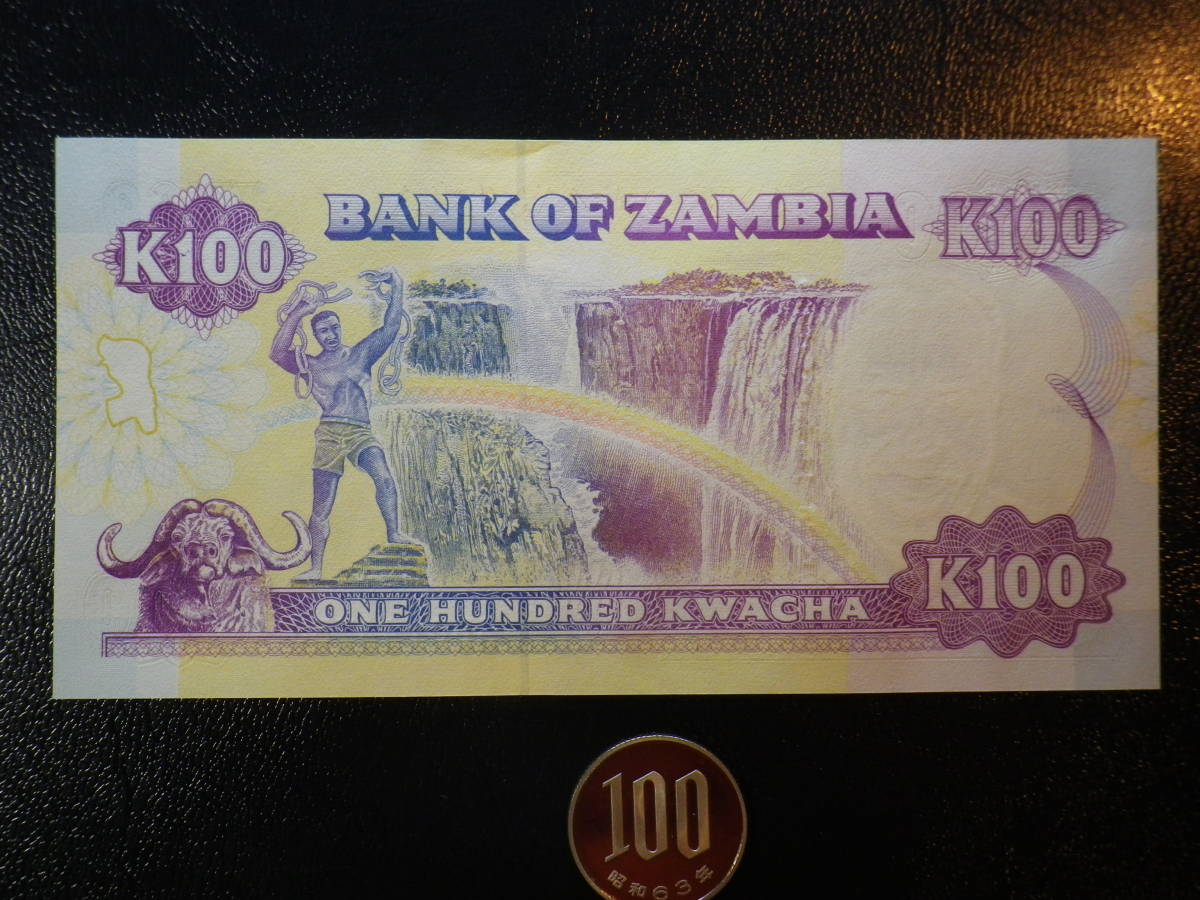 BANK OF ZAMBIA
K100
K100
ONE HUNDRED KWACHA
K100
100
昭和63年